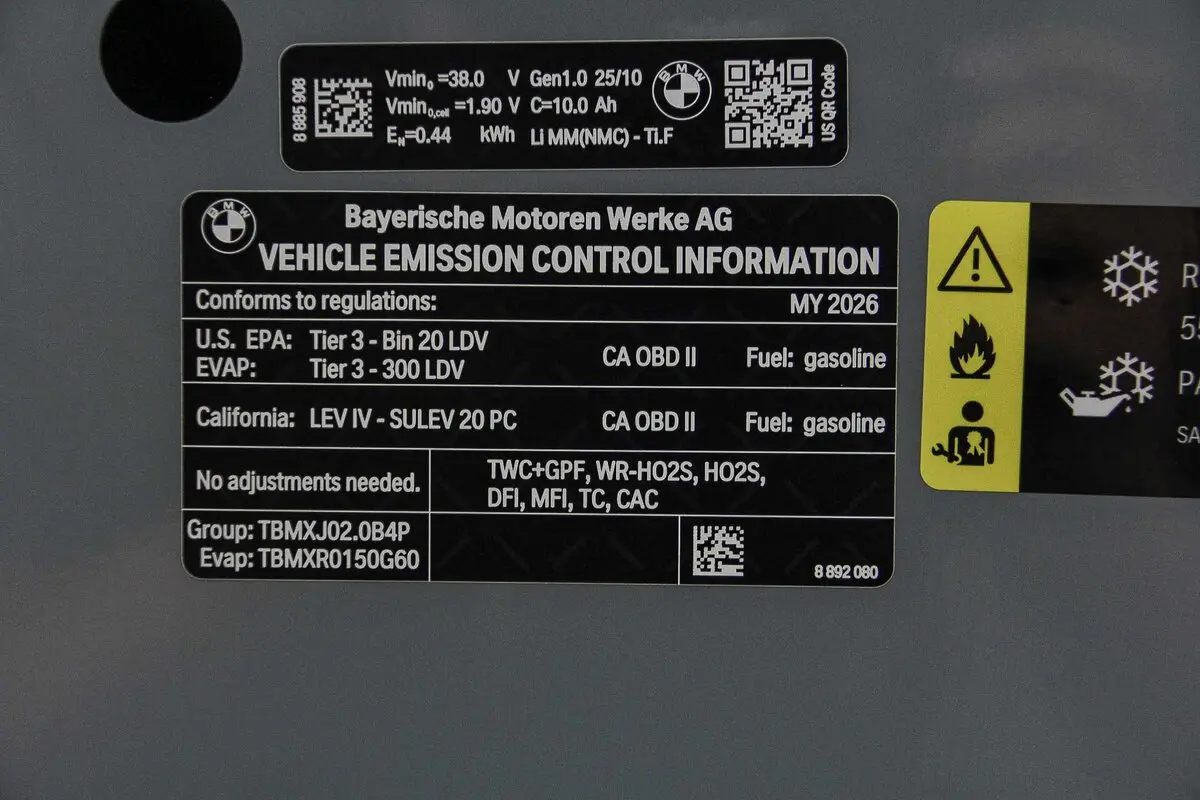 8 885 908
Vmin0 =38.0 V Gen1.0 25/10
Vmin0,cell =1.90 V C=10.0 Ah
EN=0.44 kWh Li MM(NMC) - Ti.F
BMW
US QR Code
BMW
Bayerische Motoren Werke AG
VEHICLE EMISSION CONTROL INFORMATION
Conforms to regulations: MY 2026
U.S. EPA: Tier 3 - Bin 20 LDV
EVAP: Tier 3 - 300 LDV
CA OBD II Fuel: gasoline
California: LEV IV - SULEV 20 PC CA OBD II Fuel: gasoline
No adjustments needed.
TWC+GPF, WR-HO2S, HO2S,
DFI, MFI, TC, CAC
Group: TBMXJ02.0B4P
Evap: TBMXR0150G60
8 892 080
R
PA
SA